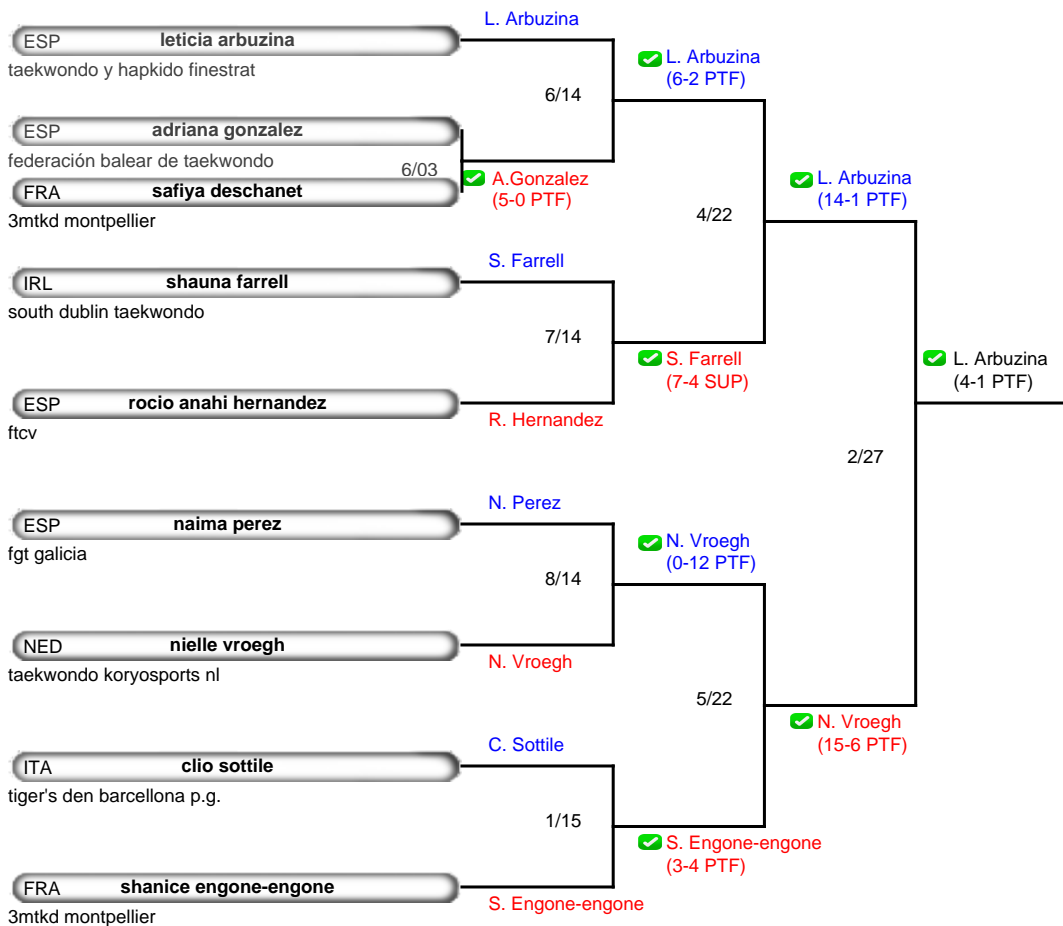 L. Arbuzina
ESP leticia arbuzina
taekwondo y hapkido finestrat
L. Arbuzina
(6-2 PTF)
6/14
ESP adriana gonzalez
federación balear de taekwondo
6/03
A.Gonzalez
(5-0 PTF)
FRA safiya deschanet
3mtkd montpellier
L. Arbuzina
(14-1 PTF)
4/22
S. Farrell
IRL shauna farrell
south dublin taekwondo
7/14
S. Farrell
(7-4 SUP)
L. Arbuzina
(4-1 PTF)
ESP rocio anahi hernandez
ftcv
R. Hernandez
2/27
N. Perez
ESP naima perez
fgt galicia
N. Vroegh
(0-12 PTF)
8/14
NED nielle vroegh
taekwondo koryosports nl
N. Vroegh
5/22
N. Vroegh
(15-6 PTF)
C. Sottile
ITA clio sottile
tiger's den barcellona p.g.
1/15
S. Engone-engone
(3-4 PTF)
FRA shanice engone-engone
3mtkd montpellier
S. Engone-engone